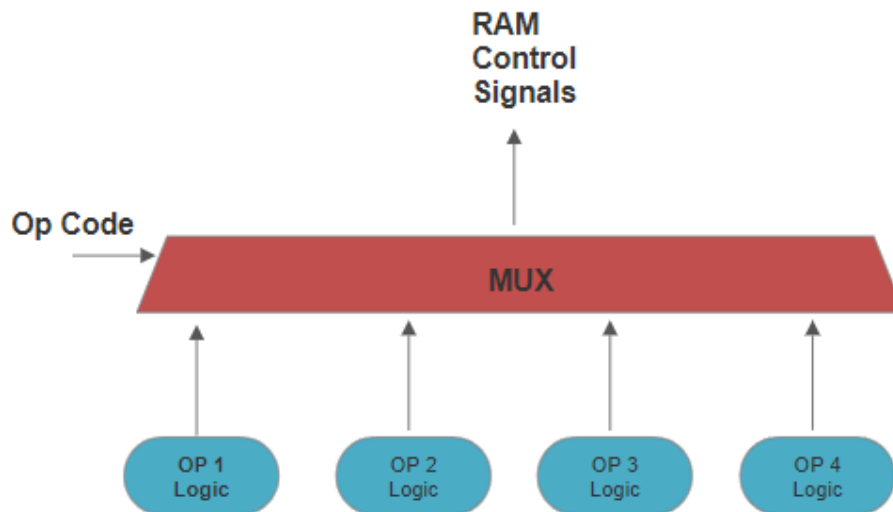 RAM
Control
Signals
Op Code
MUX
OP 1
Logic
OP 2
Logic
OP 3
Logic
OP 4
Logic